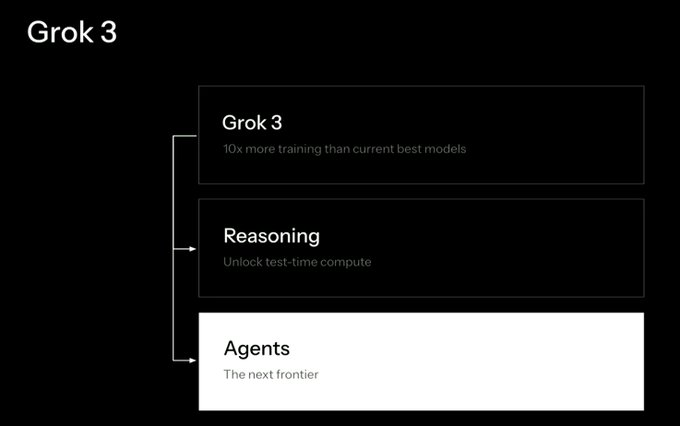 Grok 3
Grok 3
10x more training than current best models
Reasoning
Unlock test-time compute
Agents
The next frontier